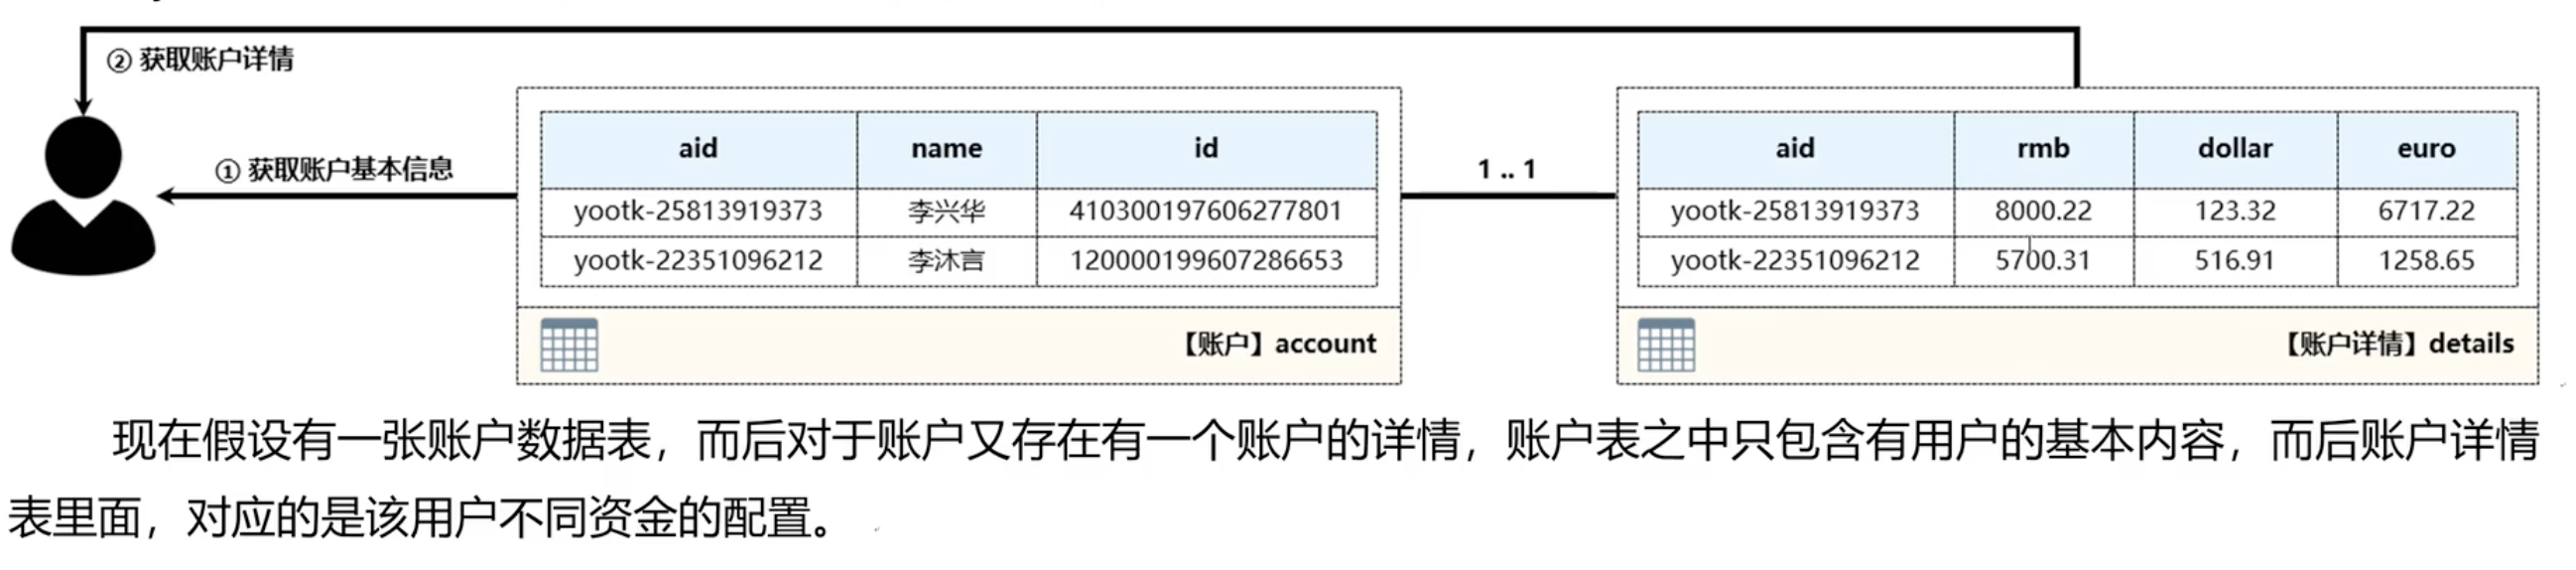 ② 获取账户详情
① 获取账户基本信息
aid name id
yootk-25813919373 李兴华 410300197606277801
yootk-22351096212 李沐言 120000199607286653
【账户】account
1 .. 1
aid rmb dollar euro
yootk-25813919373 8000.22 123.32 6717.22
yootk-22351096212 5700.31 516.91 1258.65
【账户详情】details
现在假设有一张账户数据表，而后对于账户又存在有一个账户的详情，账户表之中只包含有用户的基本内容，而后账户详情
表里面，对应的是该用户不同资金的配置。